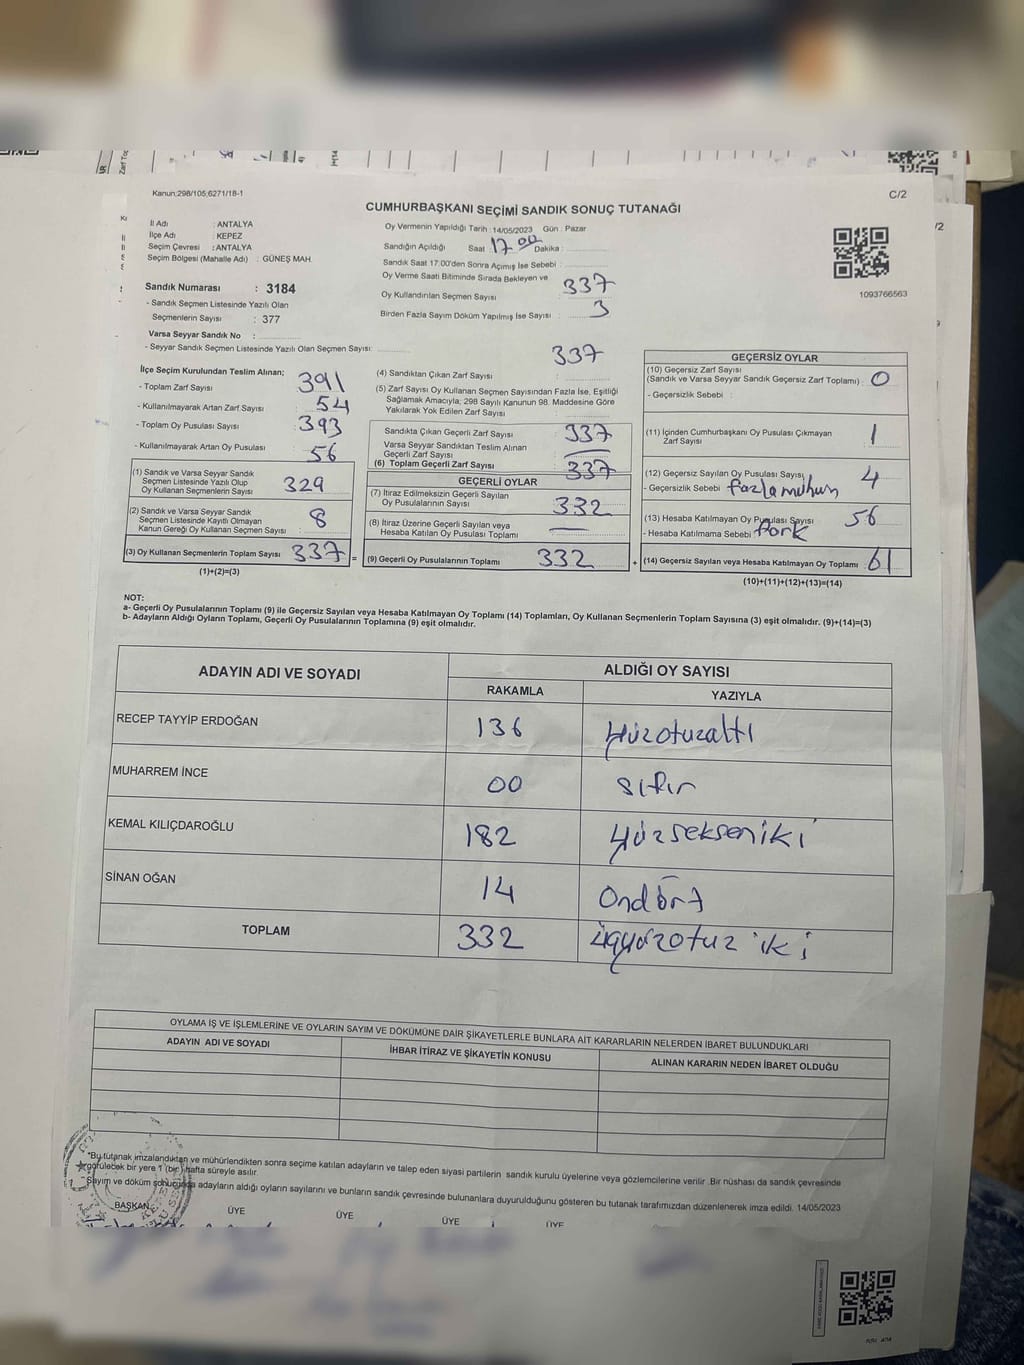 Kanun:298/105;6271/18-1
C/2
CUMHURBAŞKANI SEÇİMİ SANDIK SONUÇ TUTANAĞI
İl Adı : ANTALYA
İlçe Adı : KEPEZ
Seçim Çevresi : ANTALYA
Seçim Bölgesi (Mahalle Adı) : GÜNEŞ MAH.
Sandık Numarası : 3184
- Sandık Seçmen Listesinde Yazılı Olan
Seçmenlerin Sayısı : 377
Varsa Seyyar Sandık No :
- Seyyar Sandık Seçmen Listesinde Yazılı Olan Seçmen Sayısı:
Oy Vermenin Yapıldığı Tarih : 14/05/2023 Gün : Pazar
Sandığın Açıldığı Saat 17 00 Dakika :
Sandık Saat 17:00'den Sonra Açımış İse Sebebi :
Oy Verme Saati Bitiminde Sırada Bekleyen ve
Oy Kullandırılan Seçmen Sayısı 337
Birden Fazla Sayım Döküm Yapılmış İse Sayısı : 3
1093766563
İlçe Seçim Kurulundan Teslim Alınan;
- Toplam Zarf Sayısı 391
- Kullanılmayarak Artan Zarf Sayısı 54
- Toplam Oy Pusulası Sayısı 393
- Kullanılmayarak Artan Oy Pusulası 56
(1) Sandık ve Varsa Seyyar Sandık
Seçmen Listesinde Yazılı Olup
Oy Kullanan Seçmenlerin Sayısı 329
(2) Sandık ve Varsa Seyyar Sandık
Seçmen Listesinde Kayıtlı Olmayan
Kanun Gereği Oy Kullanan Seçmen Sayısı : 8
(3) Oy Kullanan Seçmenlerin Toplam Sayısı 337 =
(1)+(2)=(3)
337
(4) Sandıktan Çıkan Zarf Sayısı :
(5) Zarf Sayısı Oy Kullanan Seçmen Sayısından Fazla İse, Eşitliği
Sağlamak Amacıyla; 298 Sayılı Kanunun 98. Maddesine Göre
Yakılarak Yok Edilen Zarf Sayısı :
Sandıkta Çıkan Geçerli Zarf Sayısı 337
Varsa Seyyar Sandıktan Teslim Alınan
Geçerli Zarf Sayısı
(6) Toplam Geçerli Zarf Sayısı 337
GEÇERLİ OYLAR
(7) İtiraz Edilmeksizin Geçerli Sayılan
Oy Pusulalarının Sayısı 332
(8) İtiraz Üzerine Geçerli Sayılan veya
Hesaba Katılan Oy Pusulası Toplamı
(9) Geçerli Oy Pusulalarının Toplamı 332 +
GEÇERSİZ OYLAR
(10) Geçersiz Zarf Sayısı
(Sandık ve Varsa Seyyar Sandık Geçersiz Zarf Toplamı) : 0
- Geçersizlik Sebebi :
(11) İçinden Cumhurbaşkanı Oy Pusulası Çıkmayan
Zarf Sayısı 1
(12) Geçersiz Sayılan Oy Pusulası Sayısı 4
- Geçersizlik Sebebi fazlamuhur
(13) Hesaba Katılmayan Oy Pusulası Sayısı 56
- Hesaba Katılmama Sebebi
(14) Geçersiz Sayılan veya Hesaba Katılmayan Oy Toplamı : 61
(10)+(11)+(12)+(13)=(14)
NOT:
a- Geçerli Oy Pusulalarının Toplamı (9) ile Geçersiz Sayılan veya Hesaba Katılmayan Oy Toplamı (14) Toplamları, Oy Kullanan Seçmenlerin Toplam Sayısına (3) eşit olmalıdır. (9)+(14)=(3)
b- Adayların Aldığı Oyların Toplamı, Geçerli Oy Pusulalarının Toplamına (9) eşit olmalıdır.
ADAYIN ADI VE SOYADI
ALDIĞI OY SAYISI
RAKAMLA YAZIYLA
RECEP TAYYİP ERDOĞAN 136 yüzotuzaltı
MUHARREM İNCE 00 sıfır
KEMAL KILIÇDAROĞLU 182 yüzsekseniki
SİNAN OĞAN 14 Ondört
TOPLAM 332 üçyüzotuz iki
OYLAMA İŞ VE İŞLEMLERİNE VE OYLARIN SAYIM VE DÖKÜMÜNE DAİR ŞİKAYETLERLE BUNLARA AİT KARARLARIN NELERDEN İBARET BULUNDUKLARI
ADAYIN ADI VE SOYADI İHBAR İTİRAZ VE ŞİKAYETİN KONUSU ALINAN KARARIN NEDEN İBARET OLDUĞU
*Bu tutanak imzalandıktan ve mühürlendikten sonra seçime katılan adayların ve talep eden siyasi partilerin sandık kurulu üyelerine veya gözlemcilerine verilir .Bir nüshası da sandık çevresinde
görülecek bir yere 1 (bir) hafta süreyle asılır.
Sayım ve döküm sonucunda adayların aldığı oyların sayılarını ve bunların sandık çevresinde bulunanlara duyurulduğunu gösteren bu tutanak tarafımızdan düzenlenerek imza edildi. 14/05/2023
BAŞKAN ÜYE ÜYE ÜYE ÜYE